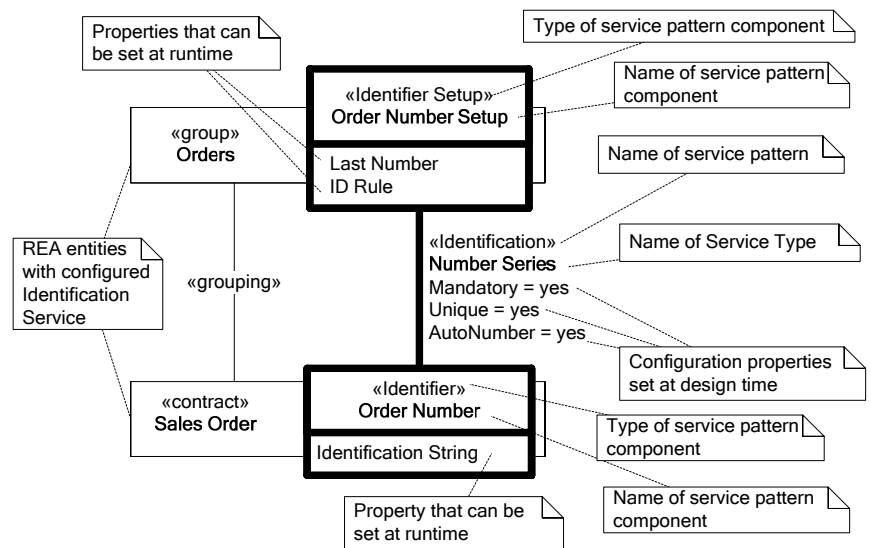 Properties that can
be set at runtime
Type of service pattern component
«Identifier Setup»
Order Number Setup
Name of service pattern
component
«group»
Orders
Last Number
ID Rule
Name of service pattern
REA entities
with configured
Identification
Service
«grouping»
«Identification»
Number Series
Mandatory = yes
Unique = yes
AutoNumber = yes
Name of Service Type
Configuration properties
set at design time
«contract»
Sales Order
«Identifier»
Order Number
Identification String
Type of service pattern
component
Property that can be
set at runtime
Name of service pattern
component